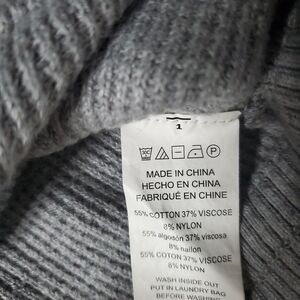 1
MADE IN CHINA
HECHO EN CHINA
FABRIQUÉ EN CHINE
55% COTTON 37% VISCOSE
8% NYLON
55% algodón 37% viscosa
8% nailon
55% COTON 37% VISCOSE
8% NYLON
WASH INSIDE OUT
PUT IN LAUNDRY BAG
BEFORE WASHING